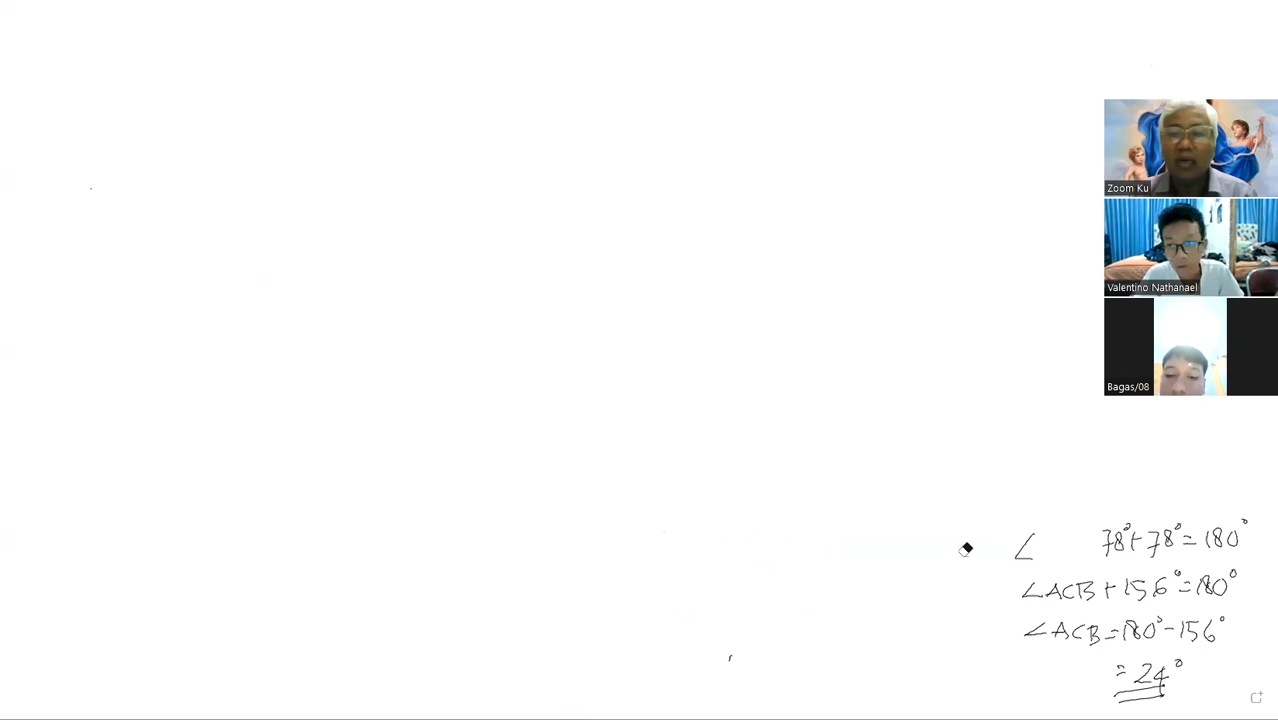 Zoom Ku
Valentino Nathanael
Bagas/08
∠ 78°+78°=180°
∠ACB+156°=180°
∠ACB=180°-156°
=24°